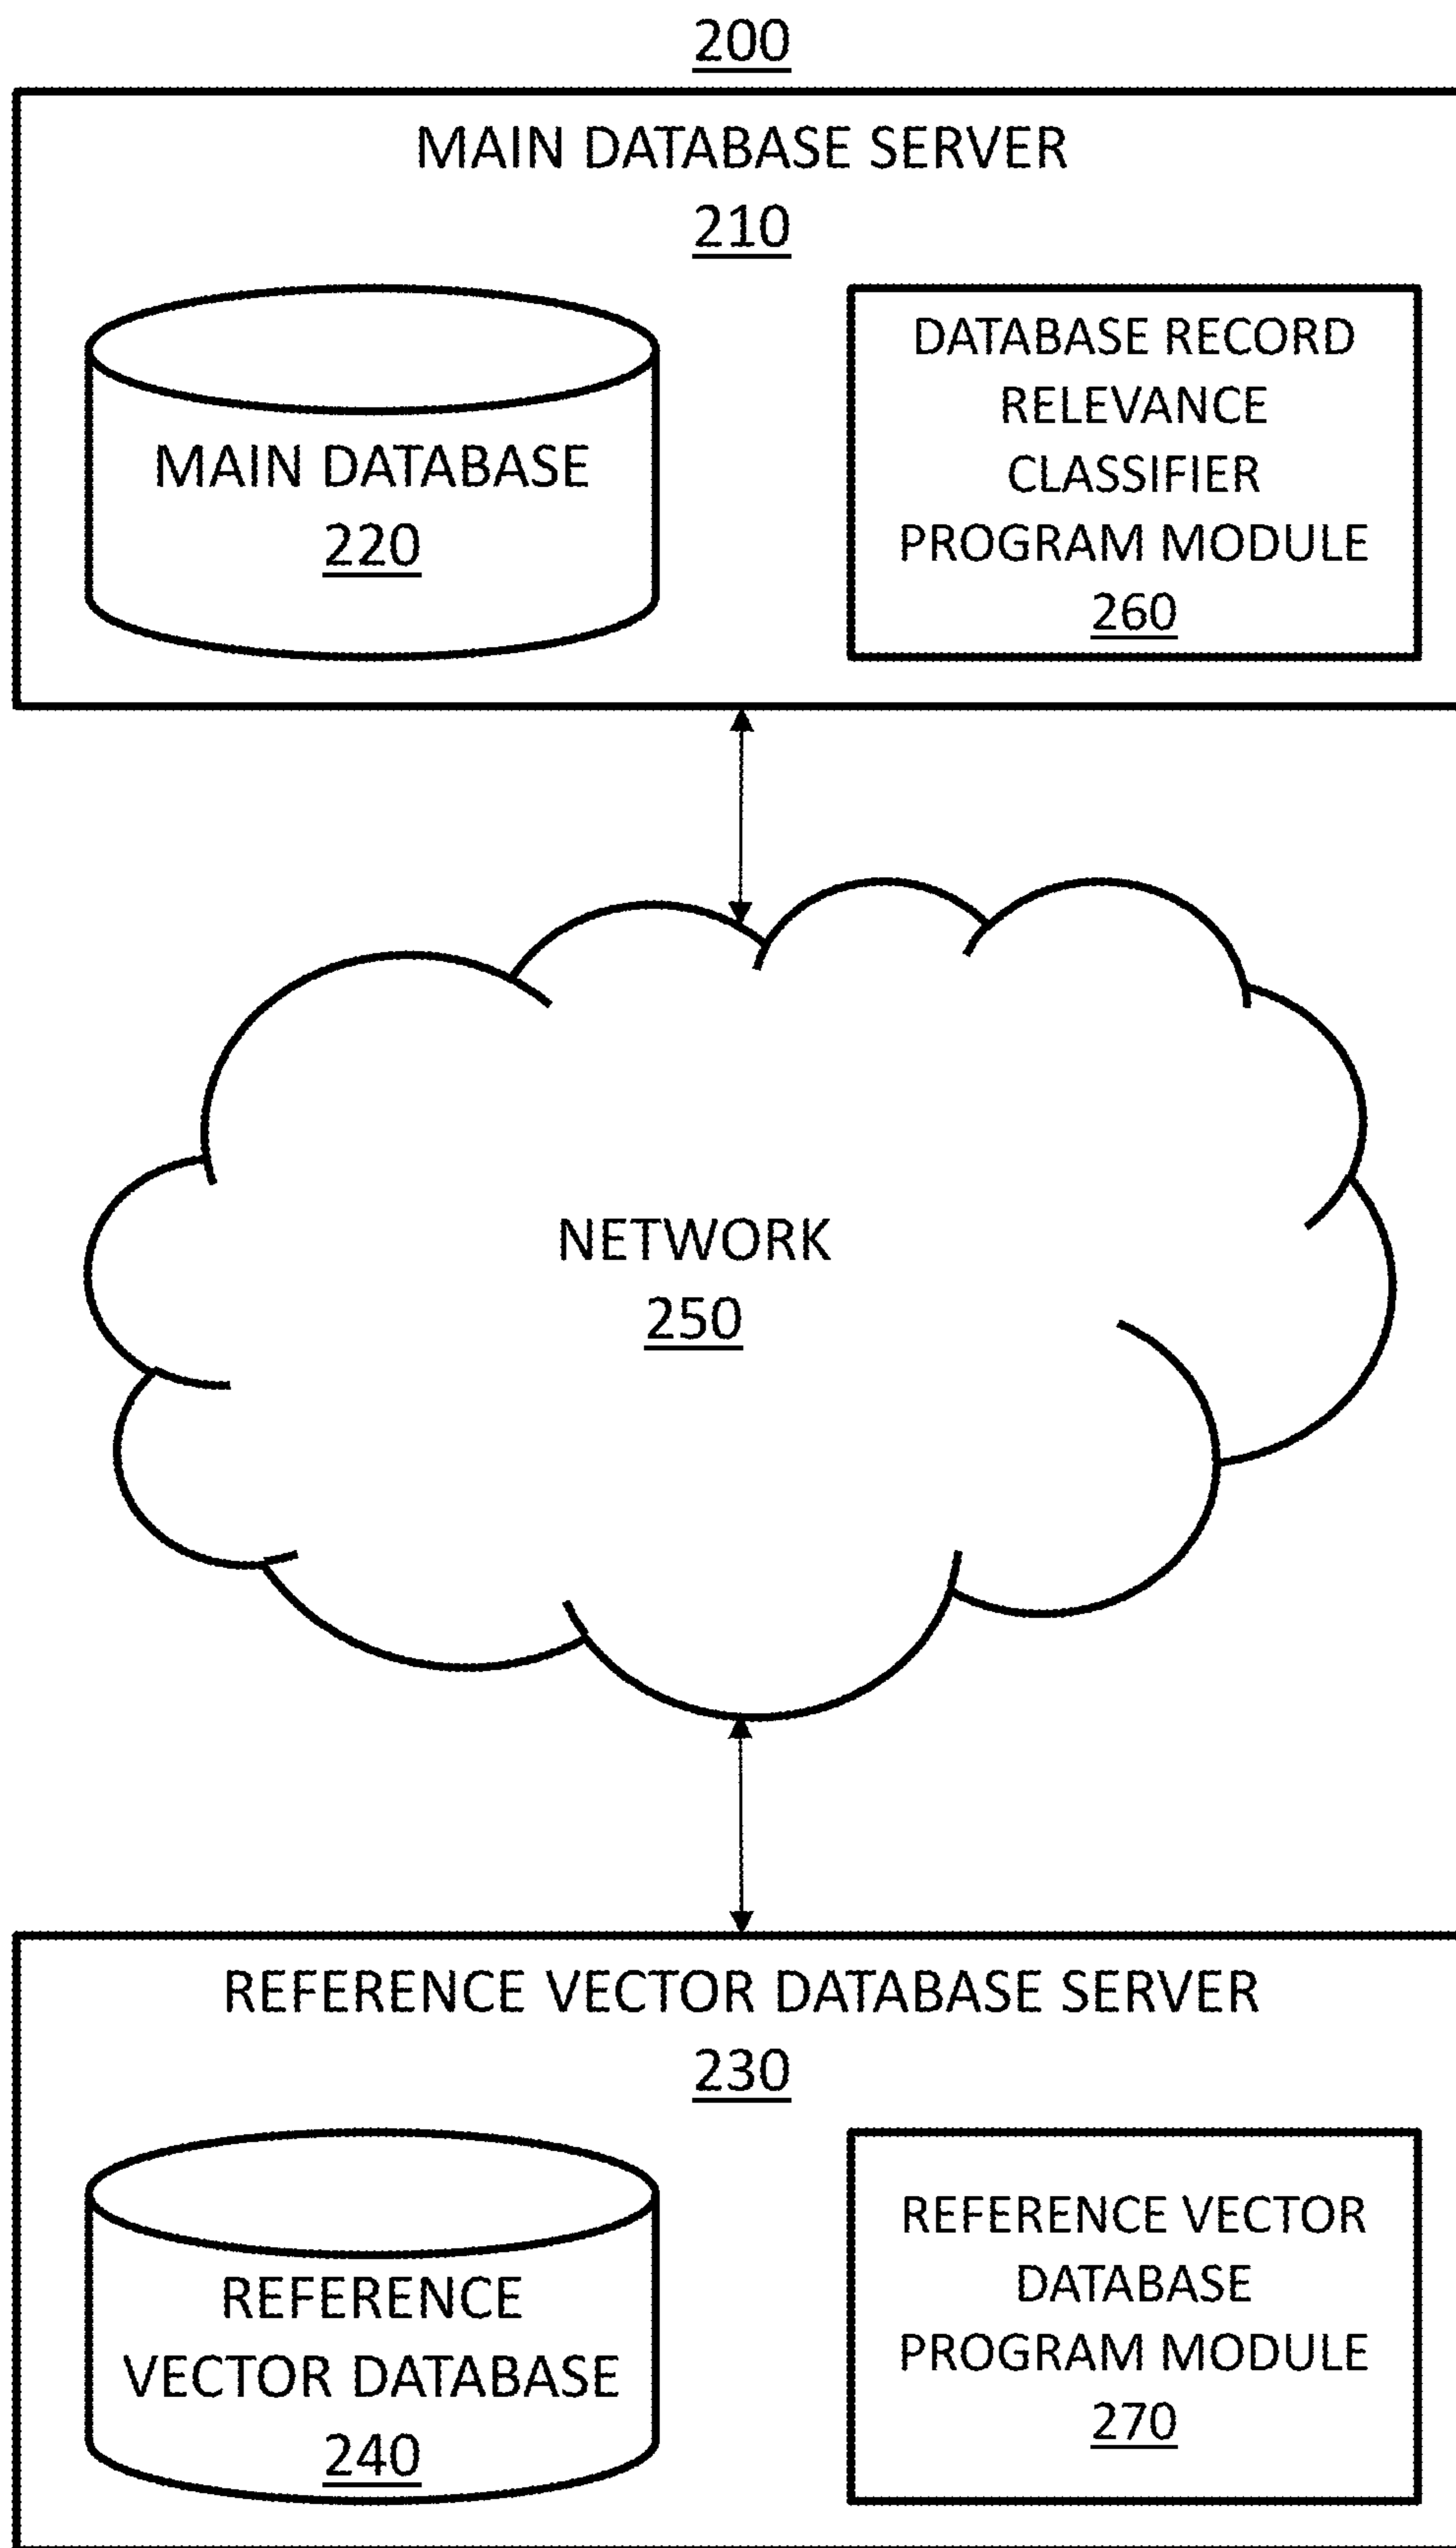 200
MAIN DATABASE SERVER
210
MAIN DATABASE
220
DATABASE RECORD
RELEVANCE
CLASSIFIER
PROGRAM MODULE
260
NETWORK
250
REFERENCE VECTOR DATABASE SERVER
230
REFERENCE
VECTOR DATABASE
240
REFERENCE VECTOR
DATABASE
PROGRAM MODULE
270